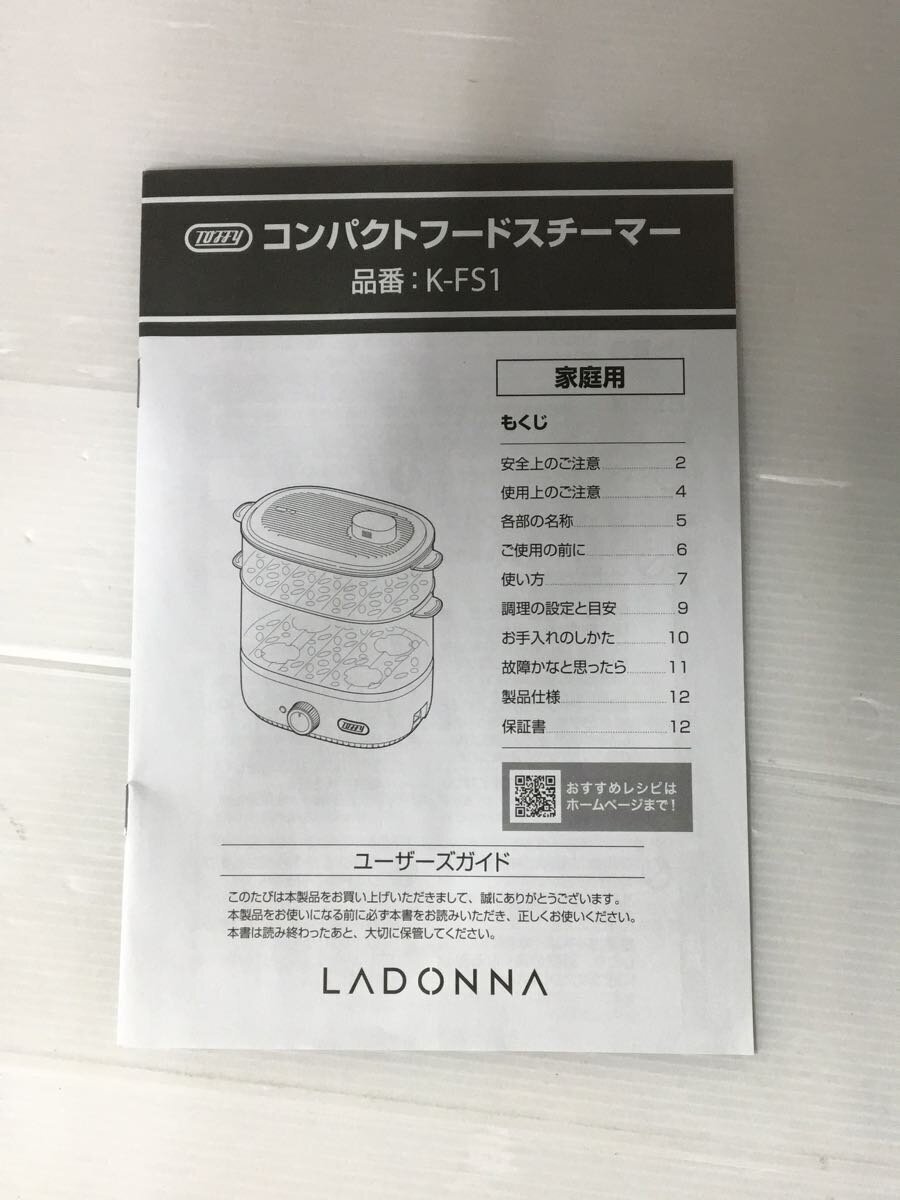 TOFFY コンパクトフードスチーマー
品番：K-FS1
家庭用
もくじ
安全上のご注意 2
使用上のご注意 4
各部の名称 5
ご使用の前に 6
使い方 7
調理の設定と目安 9
お手入れのしかた 10
故障かなと思ったら 11
製品仕様 12
保証書 12
TOFFY
おすすめレシピは
ホームページまで！
ユーザーズガイド
このたびは本製品をお買い上げいただきまして、誠にありがとうございます。
本製品をお使いになる前に必ず本書をお読みいただき、正しくお使いください。
本書は読み終わったあと、大切に保管してください。
LADONNA